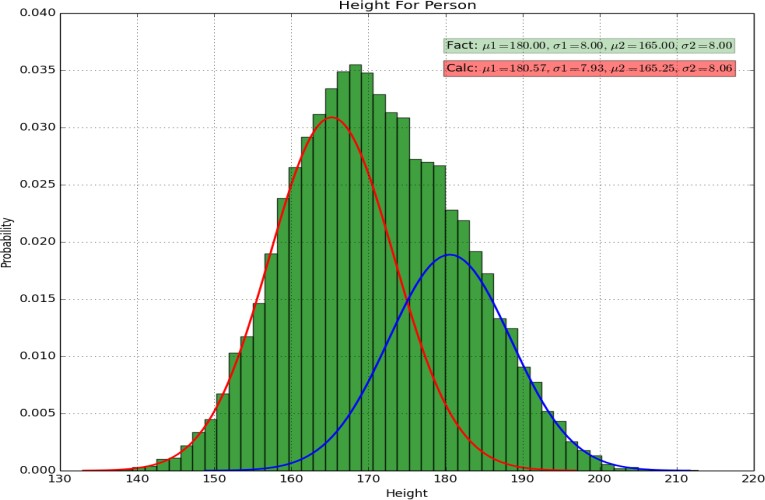 Height For Person
0.040
Fact: μ1=180.00, σ1=8.00, μ2=165.00, σ2=8.00
Calc: μ1=180.57, σ1=7.93, μ2=165.25, σ2=8.06
0.035
0.030
0.025
0.020
0.015
0.010
0.005
0.000
Probability
130 140 150 160 170 180 190 200 210 220
Height